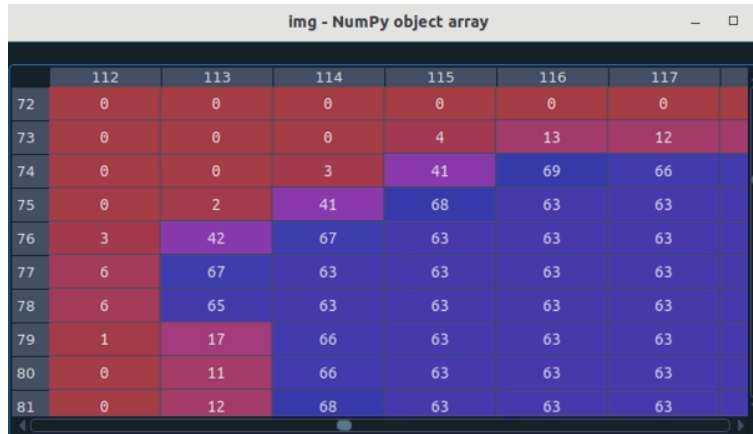 img - NumPy object array
112 113 114 115 116 117
72 0 0 0 0 0 0
73 0 0 0 4 13 12
74 0 0 3 41 69 66
75 0 2 41 68 63 63
76 3 42 67 63 63 63
77 6 67 63 63 63 63
78 6 65 63 63 63 63
79 1 17 66 63 63 63
80 0 11 66 63 63 63
81 0 12 68 63 63 63